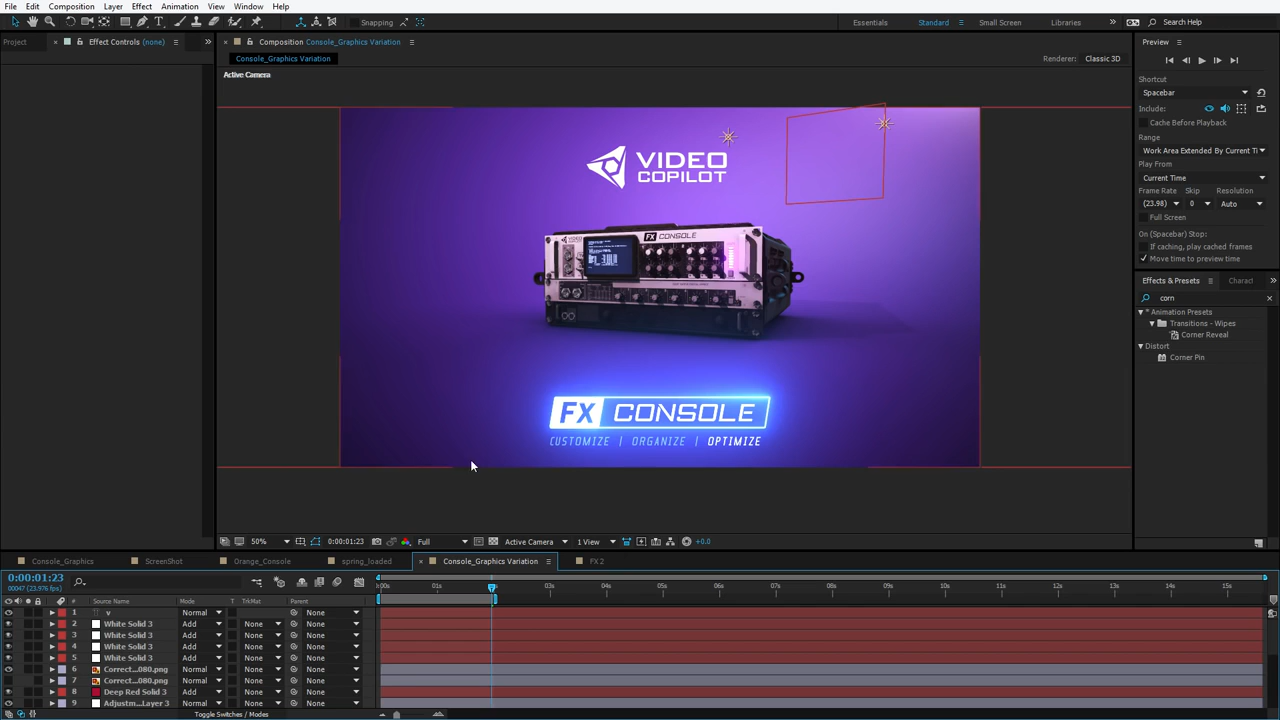 File Edit Composition Layer Effect Animation View Window Help
Snapping
Essentials Standard Small Screen Libraries Search Help
Project Effect Controls (none)
Composition Console_Graphics Variation
Console_Graphics Variation
Renderer: Classic 3D
Active Camera
VIDEO
COPILOT
FX CONSOLE
FX CONSOLE
CUSTOMIZE | ORGANIZE | OPTIMIZE
50% 0:00:01:23 Full Active Camera 1 View +0.0
Preview
Shortcut
Spacebar
Include:
Cache Before Playback
Range
Work Area Extended By Current Ti
Play From
Current Time
Frame Rate Skip Resolution
(23.98) 0 Auto
Full Screen
On (Spacebar) Stop:
If caching, play cached frames
Move time to preview time
Effects & Presets Charact
corn
* Animation Presets
Transitions - Wipes
Corner Reveal
Distort
Corner Pin
Console_Graphics ScreenShot Orange_Console spring_loaded Console_Graphics Variation FX 2
0:00:01:23
00047 (23.976 fps)
:00s 01s 03s 04s 05s 06s 07s 08s 09s 10s 11s 12s 13s 14s 15s
# Source Name Mode T TrkMat Parent
1 v Normal None
2 White Solid 3 Add None None
3 White Solid 3 Add None None
4 White Solid 3 Add None None
5 White Solid 3 Add None None
6 Correct...080.png Normal None None
7 Correct...080.png Normal None None
8 Deep Red Solid 3 Add None None
9 Adjustm...Layer 3 Normal None None
Toggle Switches / Modes